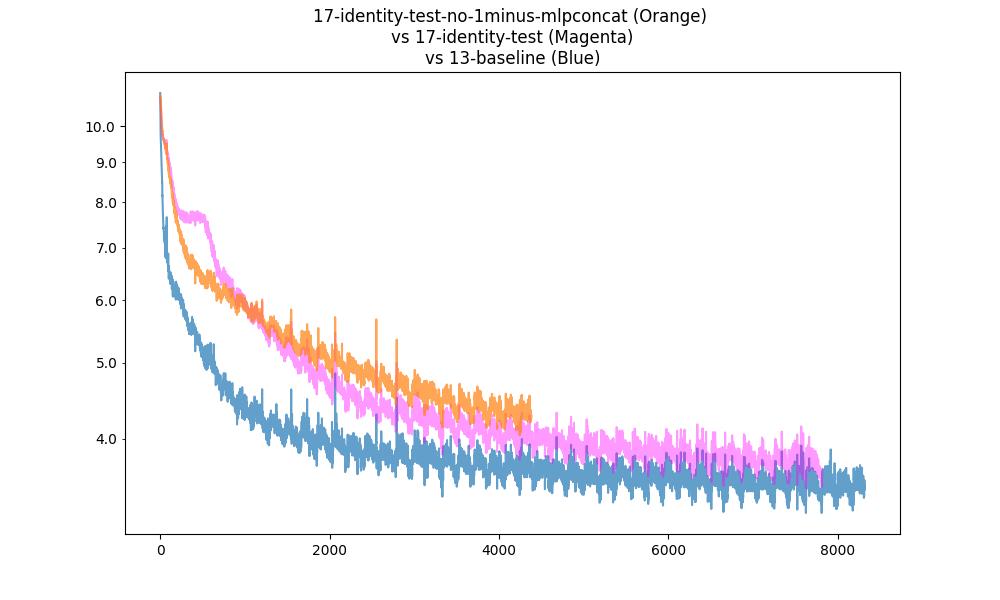 17-identity-test-no-1minus-mlpconcat (Orange)
vs 17-identity-test (Magenta)
vs 13-baseline (Blue)
10.0
9.0
8.0
7.0
6.0
5.0
4.0
0 2000 4000 6000 8000